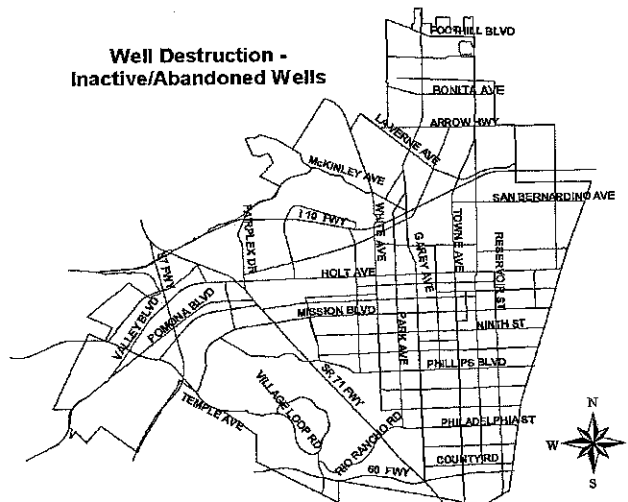 Well Destruction -
Inactive/Abandoned Wells
FOOTHILL BLVD
BONITA AVE
ARROW HWY
LA VERNE AVE
McKINLEY AVE
SAN BERNARDINO AVE
FAIRPLEX DR
I 10 FWY
WHITE AVE
GAREY AVE
TOWNE AVE
RESERVOIR ST
57 FWY
HOLT AVE
VALLEY BLVD
POMONA BLVD
MISSION BLVD
PARK AVE
NINTH ST
PHILLIPS BLVD
SR 71 FWY
TEMPLE AVE
VILLAGE LOOP RD
RIO RANCHO RD
PHILADELPHIA ST
COUNTY RD
60 FWY
N
W
E
S